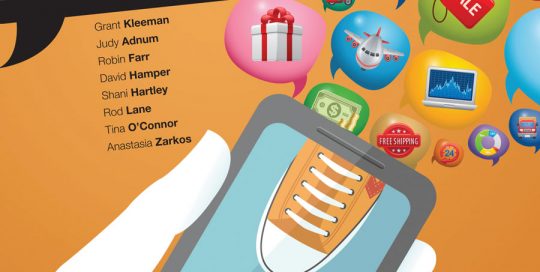 Grant Kleeman
Judy Adnum
Robin Farr
David Hamper
Shani Hartley
Rod Lane
Tina O'Connor
Anastasia Zarkos
FREE SHIPPING
24